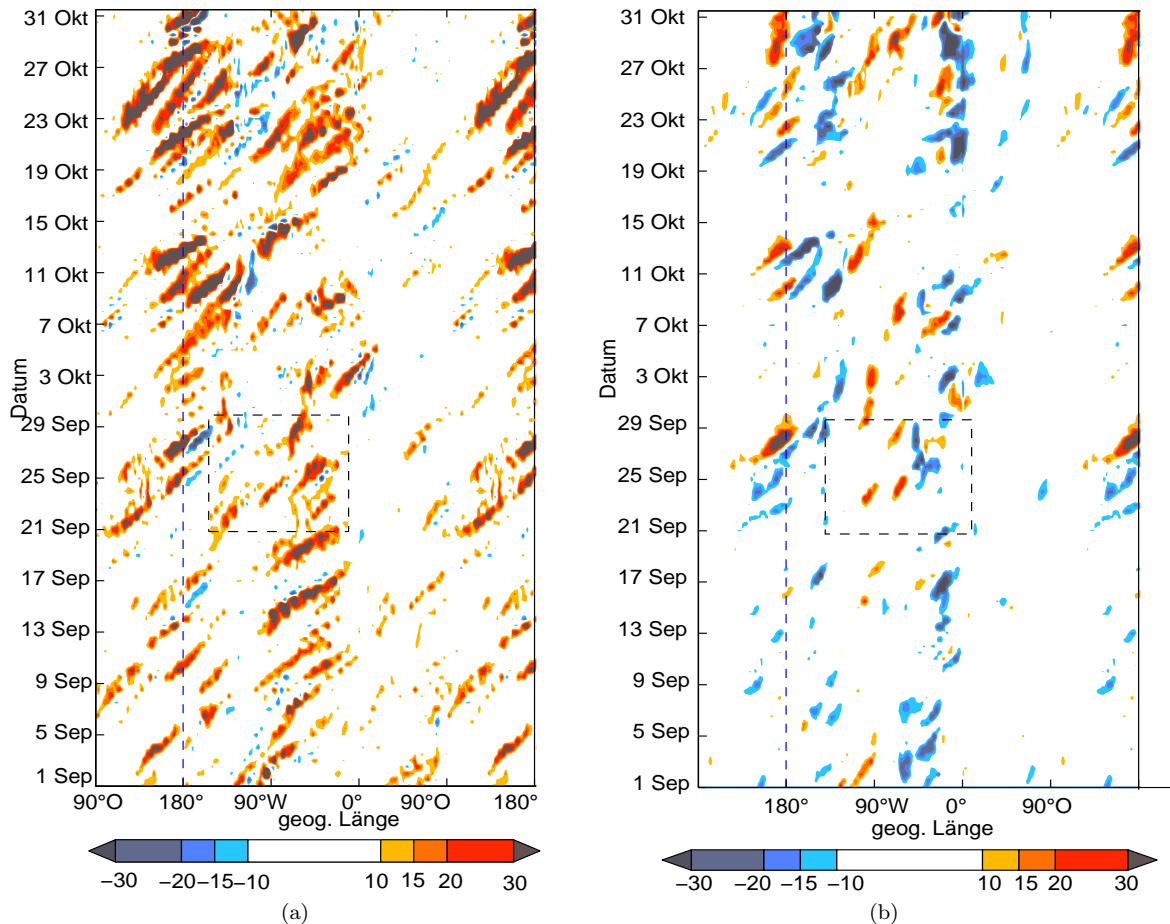 31 Okt
27 Okt
23 Okt
19 Okt
15 Okt
11 Okt
7 Okt
3 Okt
29 Sep
25 Sep
21 Sep
17 Sep
13 Sep
9 Sep
5 Sep
1 Sep
Datum
90°O 180° 90°W 0° 90°O 180°
geog. Länge
−30 −20 −15 −10 10 15 20 30
(a)
31 Okt
27 Okt
23 Okt
19 Okt
15 Okt
11 Okt
7 Okt
3 Okt
29 Sep
25 Sep
21 Sep
17 Sep
13 Sep
9 Sep
5 Sep
1 Sep
Datum
180° 90°W 0° 90°O
geog. Länge
−30 −20 −15 −10 10 15 20 30
(b)